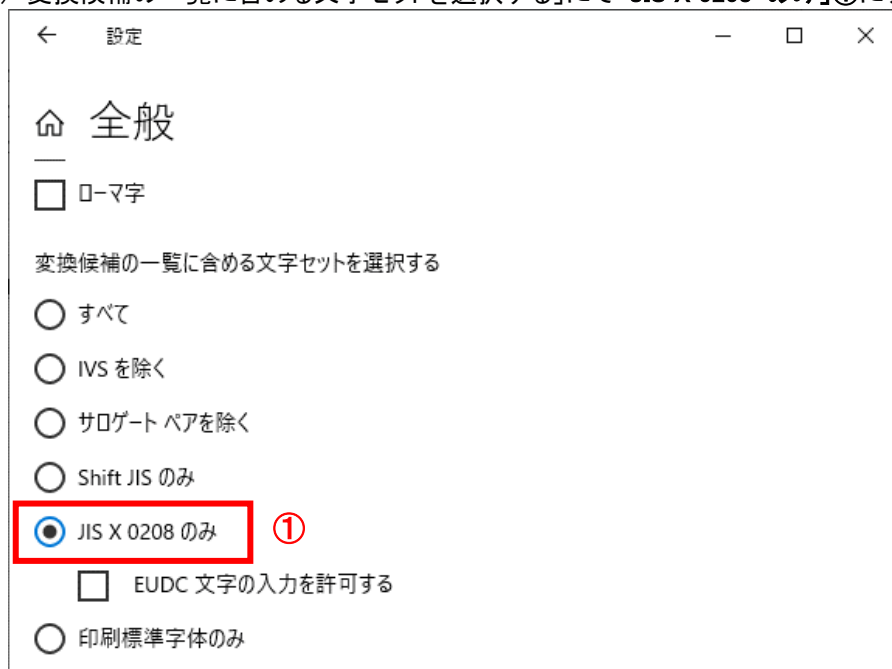 設定
全般
ローマ字
変換候補の一覧に含める文字セットを選択する
すべて
IVS を除く
サロゲート ペアを除く
Shift JIS のみ
JIS X 0208 のみ ①
EUDC 文字の入力を許可する
印刷標準字体のみ